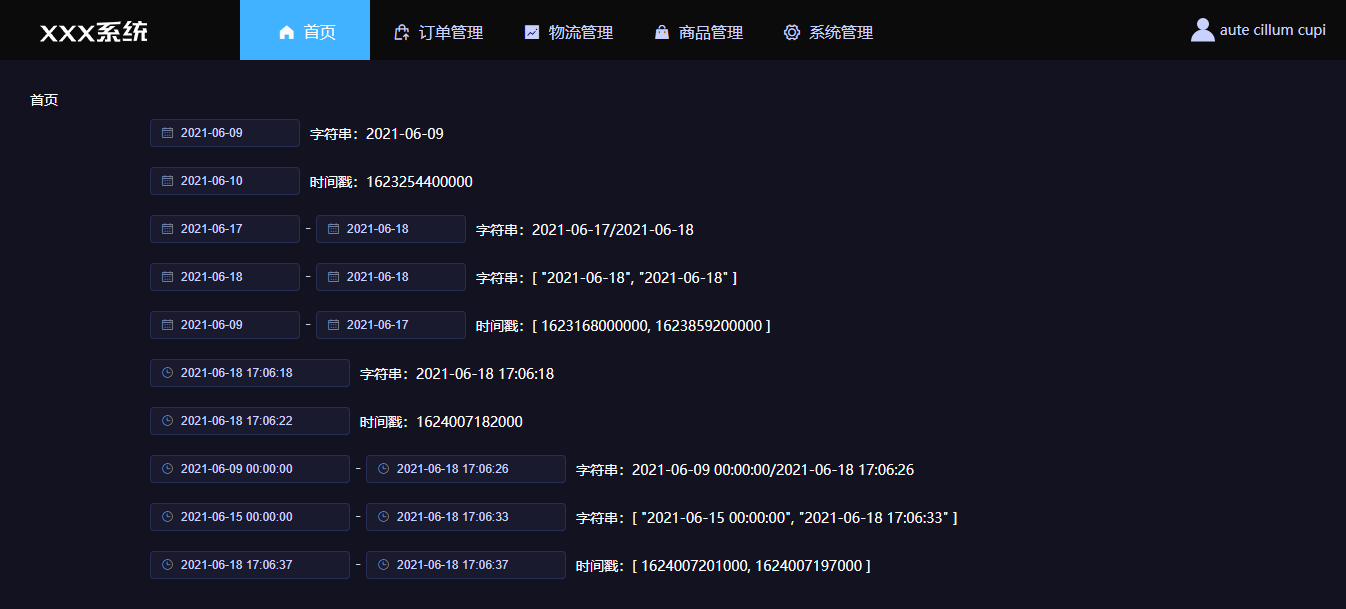 XXX系统 首页 订单管理 物流管理 商品管理 系统管理 aute cillum cupi
首页
2021-06-09 字符串：2021-06-09
2021-06-10 时间戳：1623254400000
2021-06-17 - 2021-06-18 字符串：2021-06-17/2021-06-18
2021-06-18 - 2021-06-18 字符串：[ "2021-06-18", "2021-06-18" ]
2021-06-09 - 2021-06-17 时间戳：[ 1623168000000, 1623859200000 ]
2021-06-18 17:06:18 字符串：2021-06-18 17:06:18
2021-06-18 17:06:22 时间戳：1624007182000
2021-06-09 00:00:00 - 2021-06-18 17:06:26 字符串：2021-06-09 00:00:00/2021-06-18 17:06:26
2021-06-15 00:00:00 - 2021-06-18 17:06:33 字符串：[ "2021-06-15 00:00:00", "2021-06-18 17:06:33" ]
2021-06-18 17:06:37 - 2021-06-18 17:06:37 时间戳：[ 1624007201000, 1624007197000 ]